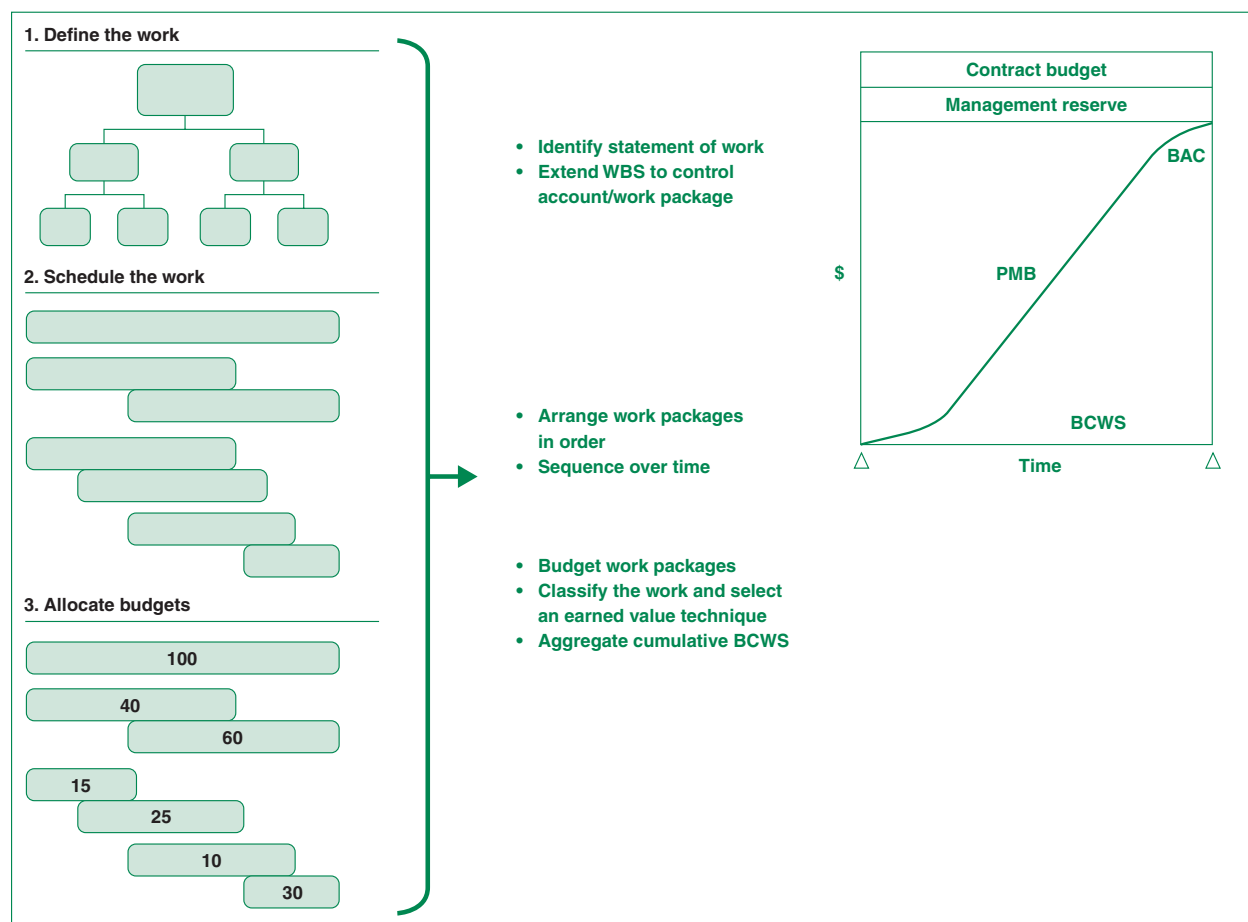 1. Define the work
• Identify statement of work
• Extend WBS to control
account/work package
2. Schedule the work
• Arrange work packages
in order
• Sequence over time
3. Allocate budgets
100
40
60
15
25
10
30
• Budget work packages
• Classify the work and select
an earned value technique
• Aggregate cumulative BCWS
Contract budget
Management reserve
BAC
$
PMB
BCWS
Time